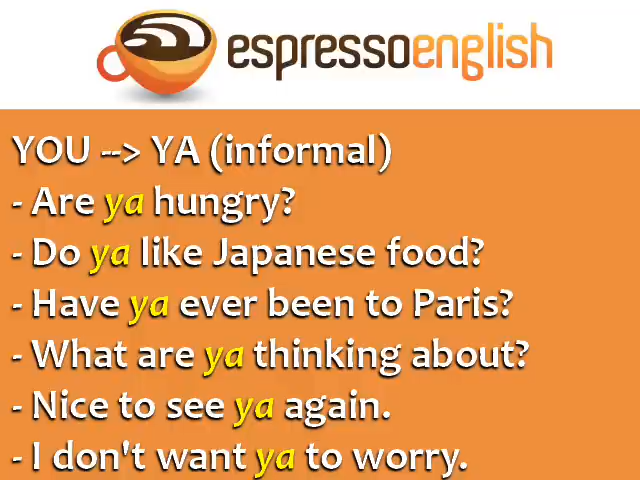 espressoenglish
YOU --> YA (informal)
- Are ya hungry?
- Do ya like Japanese food?
- Have ya ever been to Paris?
- What are ya thinking about?
- Nice to see ya again.
- I don't want ya to worry.